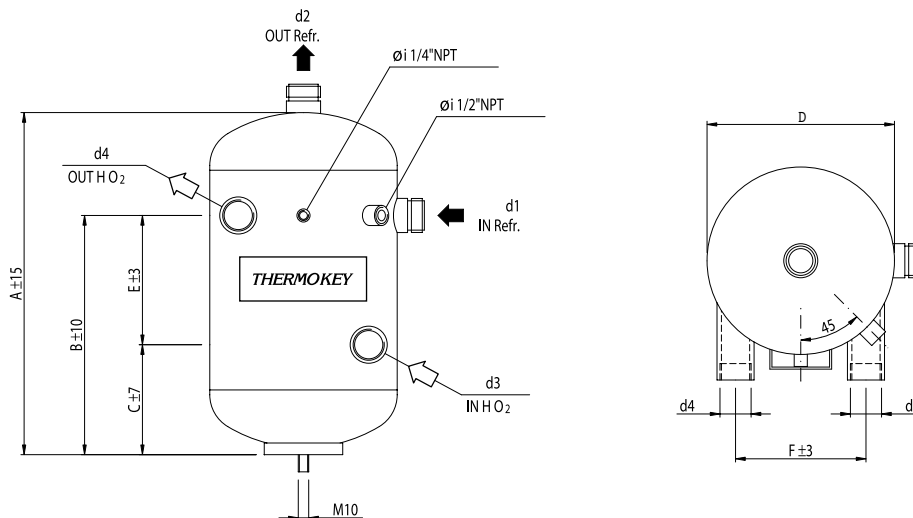 d2
OUT Refr.
øi 1/4"NPT
øi 1/2"NPT
d4
OUT H O2
d1
IN Refr.
A ±15
B ±10
E ±3
C ±7
THERMOKEY
d3
IN H O2
M10
D
45
d4
d
F ±3